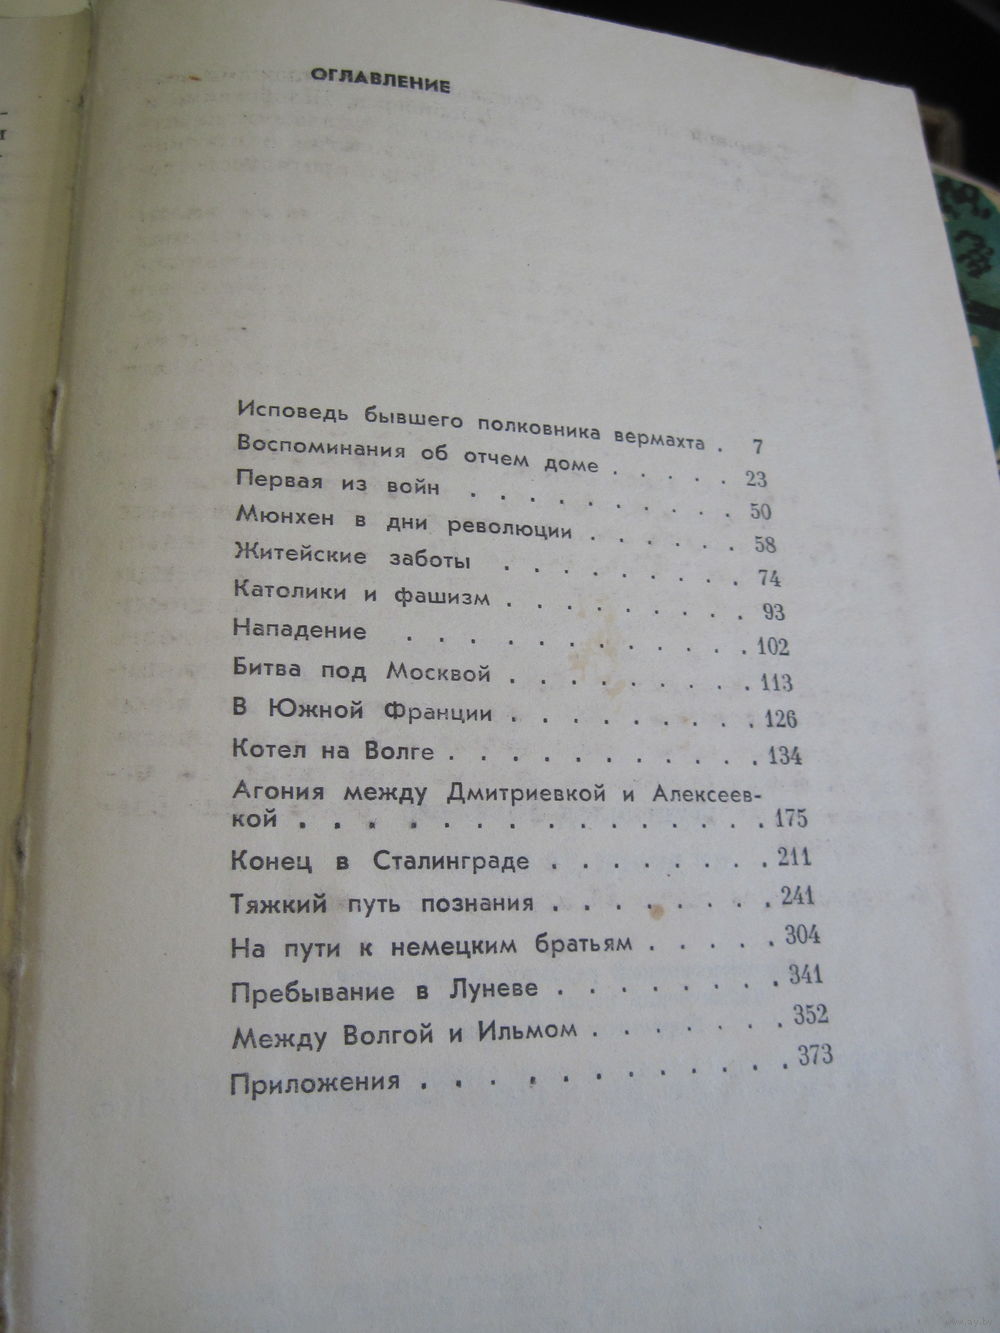 ОГЛАВЛЕНИЕ
Исповедь бывшего полковника вермахта . 7
Воспоминания об отчем доме . . . . . 23
Первая из войн . . . . . . . . . 50
Мюнхен в дни революции . . . . . . 58
Житейские заботы . . . . . . . . 74
Католики и фашизм . . . . . . . . 93
Нападение . . . . . . . . . . . . 102
Битва под Москвой . . . . . . . . . 113
В Южной Франции . . . . . . . . . 126
Котел на Волге . . . . . . . . . . . 134
Агония между Дмитриевкой и Алексеев-
кой . . . . . . . . . . . . . . . 175
Конец в Сталинграде . . . . . . . . 211
Тяжкий путь познания . . . . . . . . 241
На пути к немецким братьям . . . . . 304
Пребывание в Луневе . . . . . . . . 341
Между Волгой и Ильмом . . . . . . . 352
Приложения . . . . . . . . . . . 373
www.ay.by